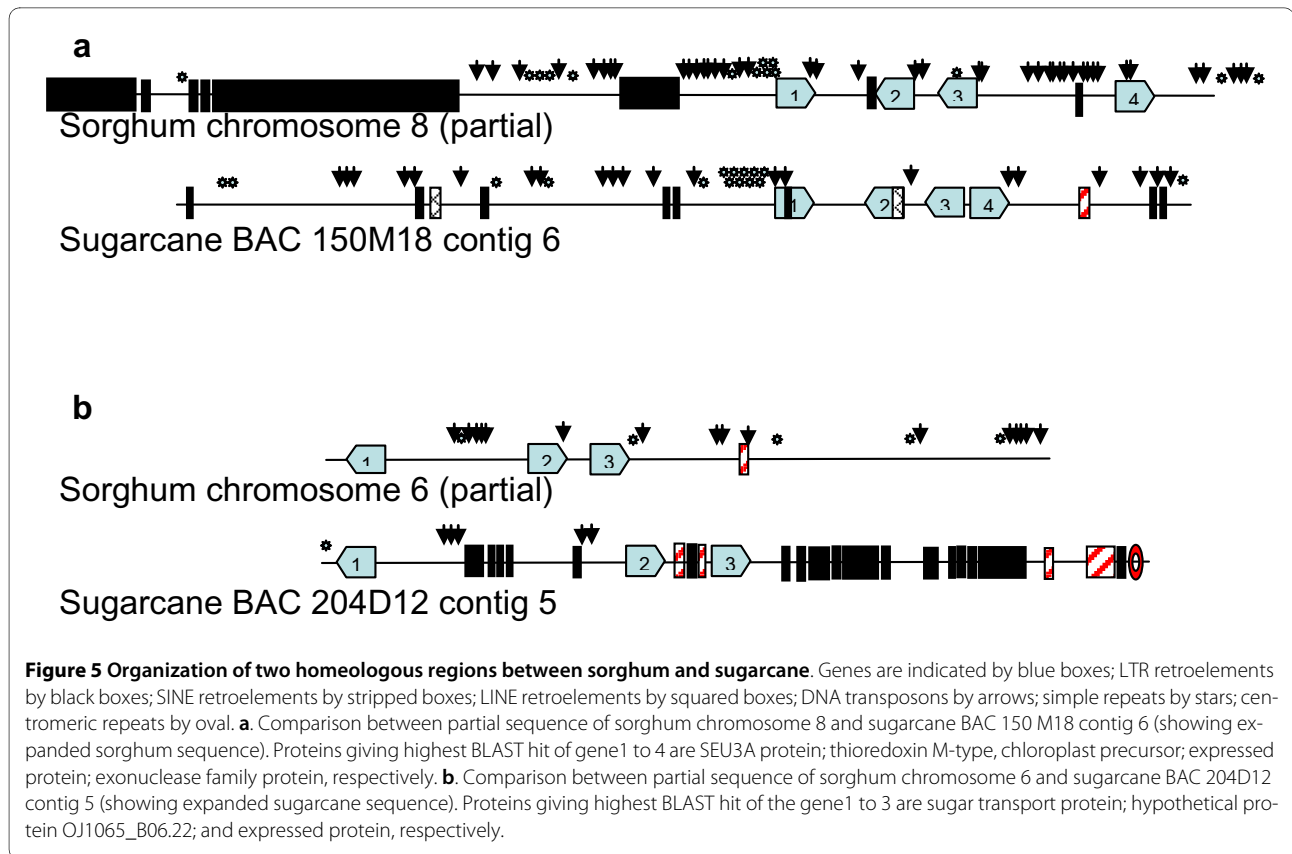 a
1
2
3
4
Sorghum chromosome 8 (partial)
1
2
3
4
Sugarcane BAC 150M18 contig 6
b
1
2
3
Sorghum chromosome 6 (partial)
1
2
3
Sugarcane BAC 204D12 contig 5
Figure 5 Organization of two homeologous regions between sorghum and sugarcane. Genes are indicated by blue boxes; LTR retroelements
by black boxes; SINE retroelements by stripped boxes; LINE retroelements by squared boxes; DNA transposons by arrows; simple repeats by stars; cen-
tromeric repeats by oval. a. Comparison between partial sequence of sorghum chromosome 8 and sugarcane BAC 150 M18 contig 6 (showing ex-
panded sorghum sequence). Proteins giving highest BLAST hit of gene1 to 4 are SEU3A protein; thioredoxin M-type, chloroplast precursor; expressed
protein; exonuclease family protein, respectively. b. Comparison between partial sequence of sorghum chromosome 6 and sugarcane BAC 204D12
contig 5 (showing expanded sugarcane sequence). Proteins giving highest BLAST hit of the gene1 to 3 are sugar transport protein; hypothetical pro-
tein OJ1065_B06.22; and expressed protein, respectively.